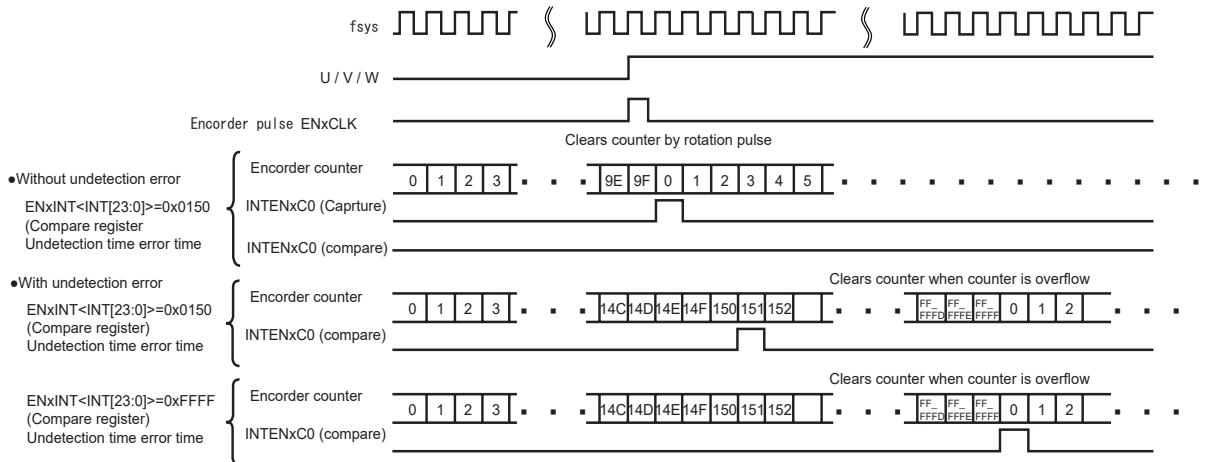 fsys
U / V / W
Encorder pulse ENxCLK
Clears counter by rotation pulse
●Without undetection error
ENxINT<INT[23:0]>=0x0150
(Compare register
Undetection time error time
Encorder counter
0 1 2 3 9E 9F 0 1 2 3 4 5
INTENxC0 (Caprture)
INTENxC0 (compare)
●With undetection error
Clears counter when counter is overflow
ENxINT<INT[23:0]>=0x0150
(Compare register)
Undetection time error time
Encorder counter
0 1 2 3 14C 14D 14E 14F 150 151 152 FF_FFFD FF_FFFE FF_FFFF 0 1 2
INTENxC0 (compare)
Clears counter when counter is overflow
ENxINT<INT[23:0]>=0xFFFF
(Compare register)
Undetection time error time
Encorder counter
0 1 2 3 14C 14D 14E 14F 150 151 152 FF_FFFD FF_FFFE FF_FFFF 0 1 2
INTENxC0 (compare)